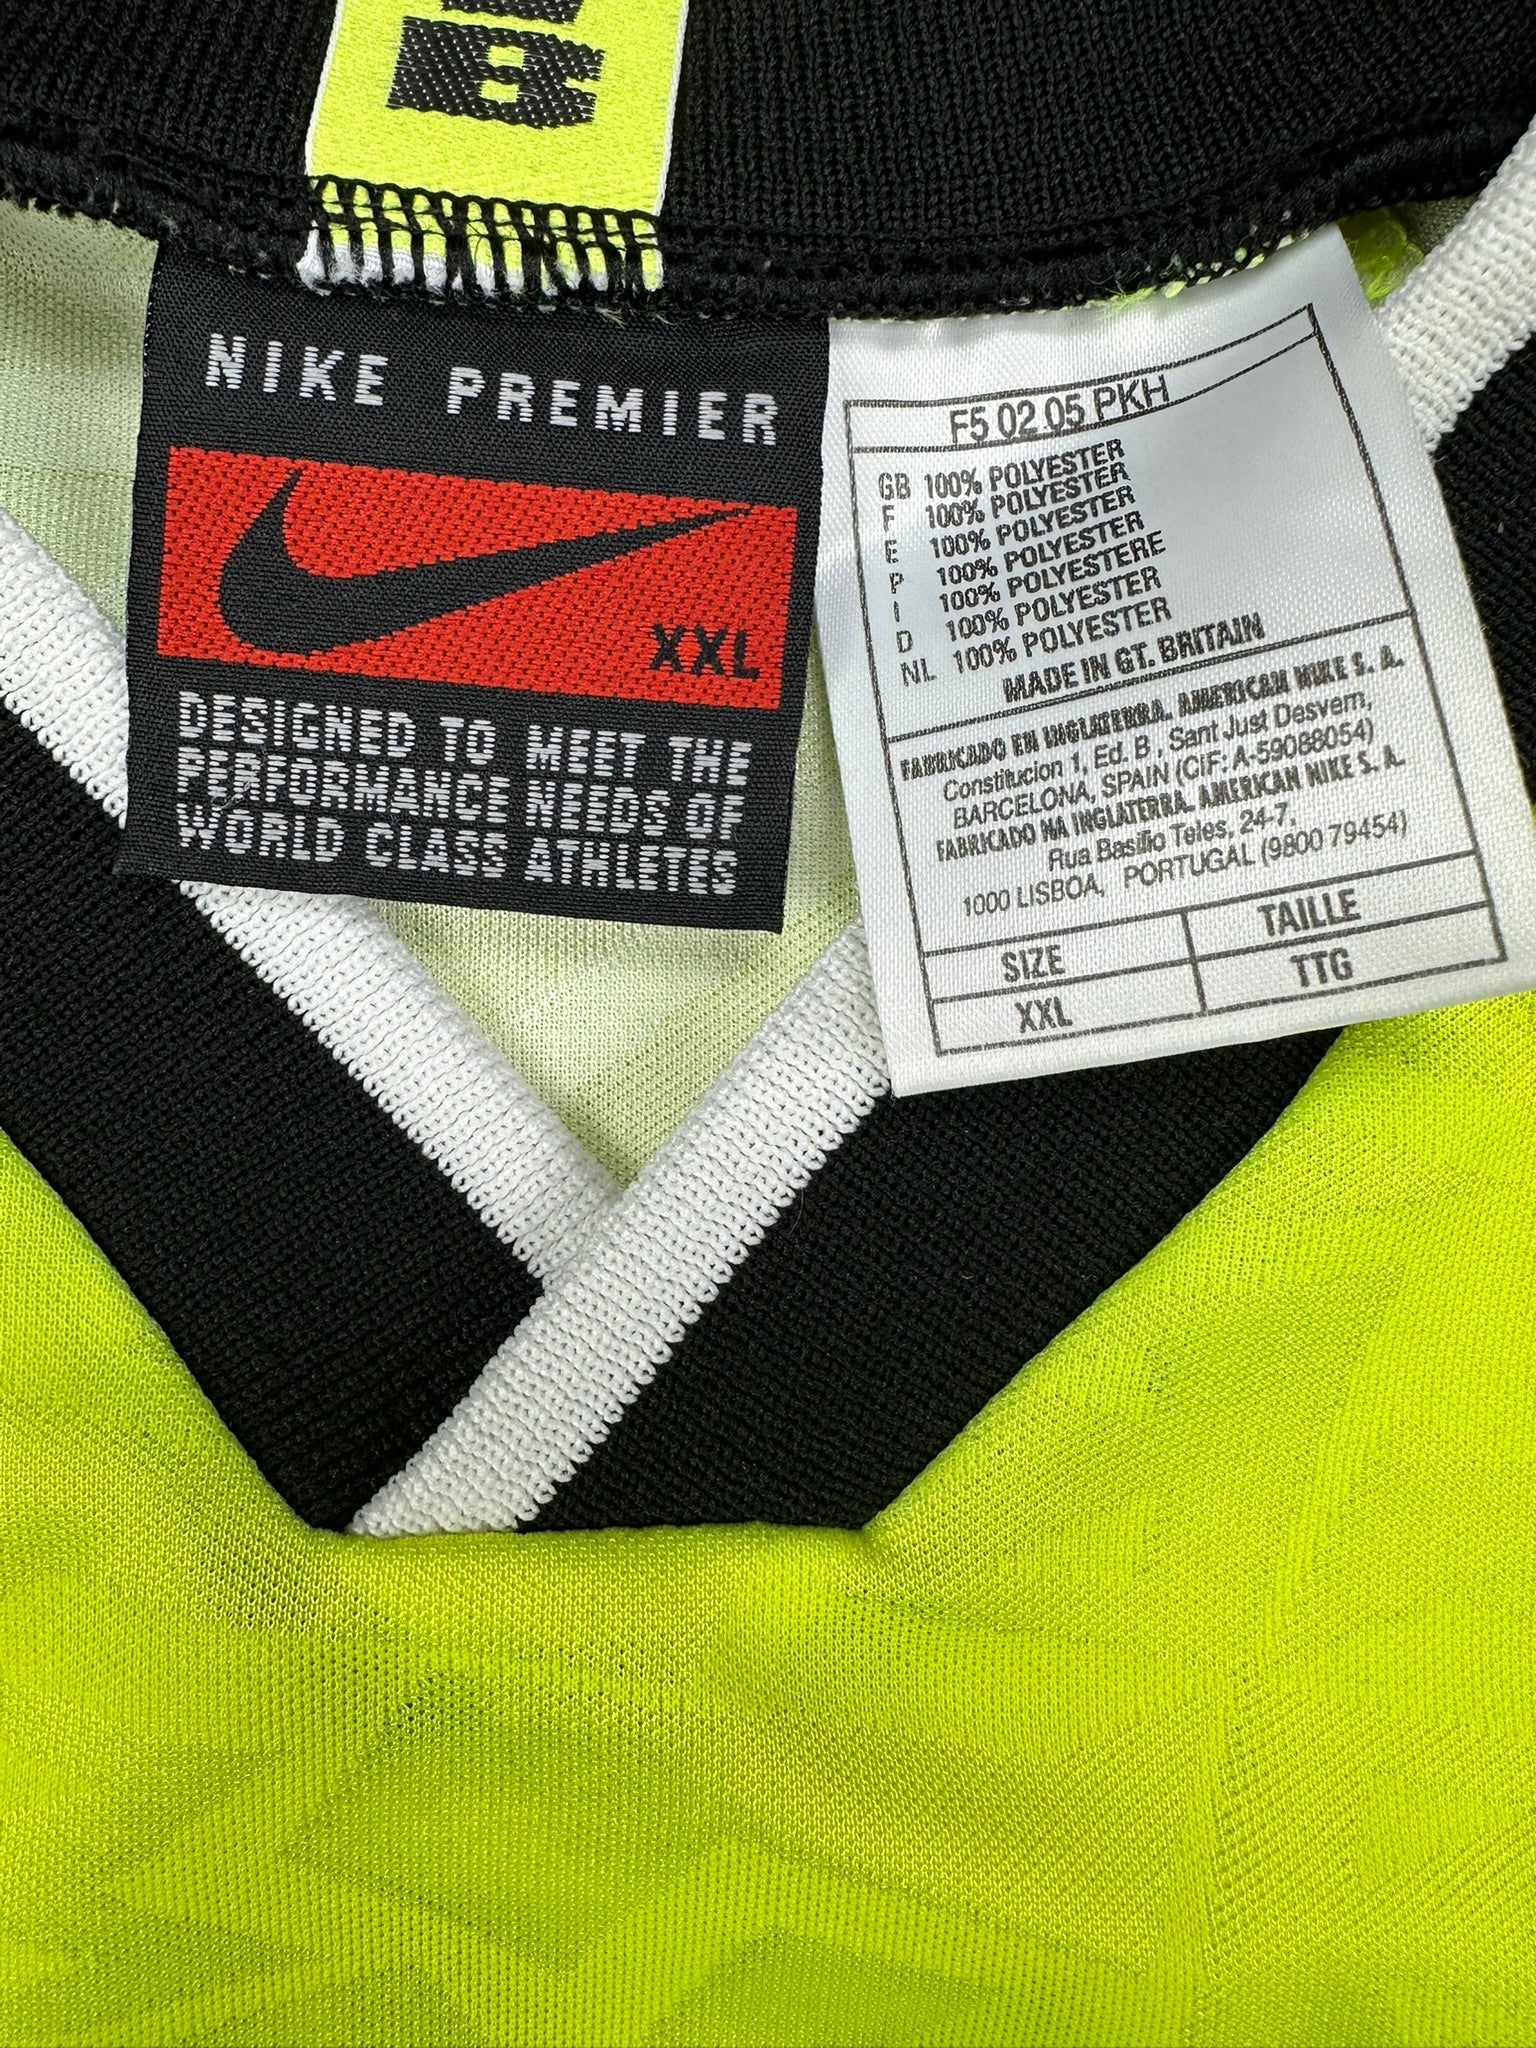 B
NIKE PREMIER
XXL
DESIGNED TO MEET THE
PERFORMANCE NEEDS OF
WORLD CLASS ATHLETES
F5 02 05 PKH
GB 100% POLYESTER
F 100% POLYESTER
E 100% POLYESTER
P 100% POLYESTER
I 100% POLYESTERE
D 100% POLYESTER
NL 100% POLYESTER
MADE IN GT. BRITAIN
FABRICADO EN INGLATERRA. AMERICAN NIKE S. A.
Constitucion 1, Ed. B , Sant Just Desvern,
BARCELONA, SPAIN (CIF: A-59088054)
FABRICADO NA INGLATERRA. AMERICAN NIKE S. A.
Rua Basilio Teles, 24-7,
1000 LISBOA, PORTUGAL (9800 79454)
SIZE TAILLE
XXL TTG